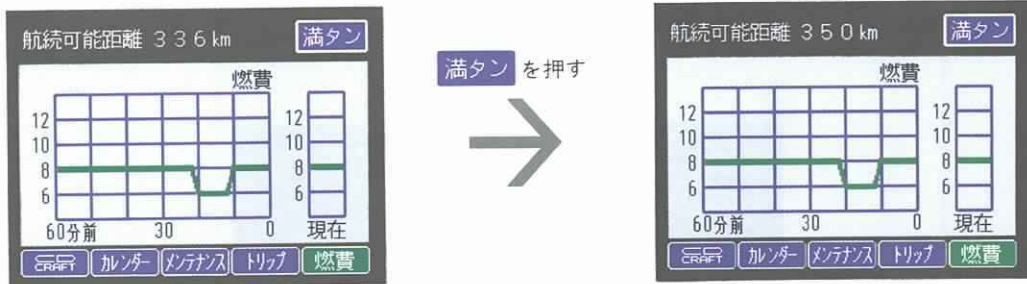 航続可能距離 336km 満タン
燃費
12 12
10 10
8 8
6 6
60分前 30 0 現在
CRAFT カレンダー メンテナンス トリップ 燃費
満タン を押す
航続可能距離 350km 満タン
燃費
12 12
10 10
8 8
6 6
60分前 30 0 現在
CRAFT カレンダー メンテナンス トリップ 燃費